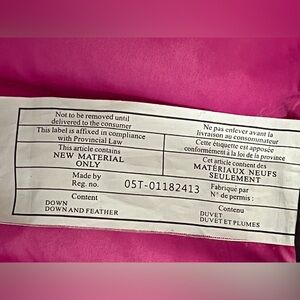 Not to be removed until
delivered to the consumer
This label is affixed in compliance
with Provincial Law
This article contains
NEW MATERIAL
ONLY
Made by
Reg. no.
05T-01182413
Content
DOWN
DOWN AND FEATHER
Ne pas enlever avant la
livraison au consommateur
Cette étiquette est apposée
conformément à la loi de la province
Cet article contient des
MATÉRIAUX NEUFS
SEULEMENT
Fabriqué par
N° de permis :
Contenu
DUVET
DUVET ET PLUMES